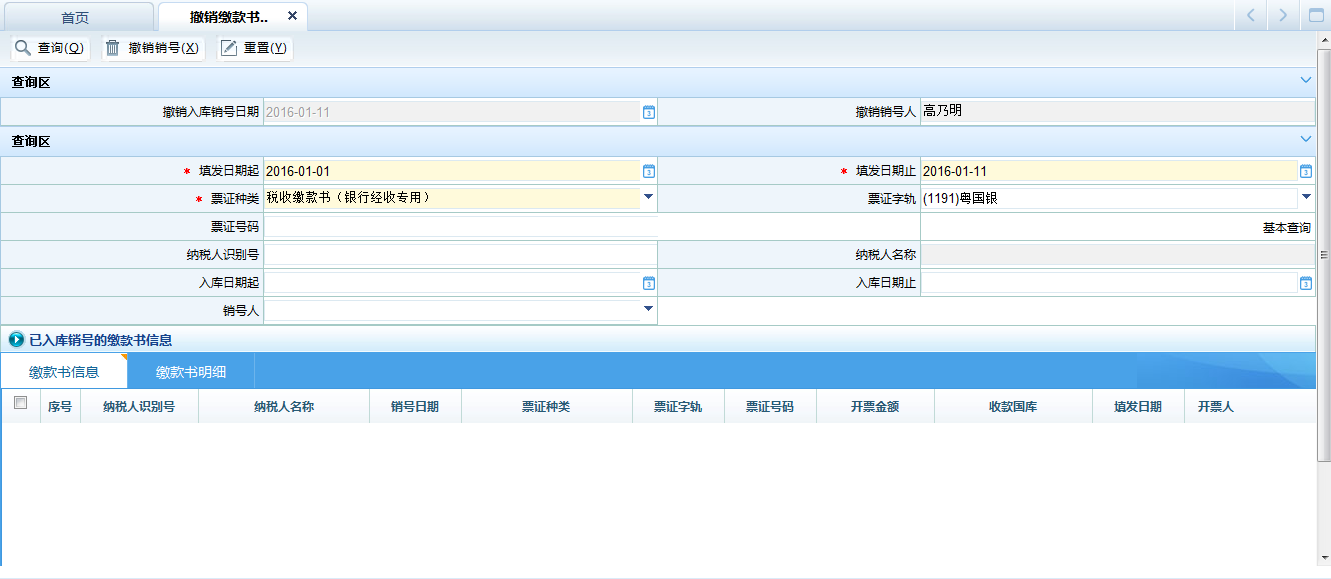 首页 撤销缴款书..
查询(Q) 撤销销号(X) 重置(Y)
查询区
撤销入库销号日期 2016-01-11 撤销销号人 高乃明
查询区
* 填发日期起 2016-01-01 * 填发日期止 2016-01-11
* 票证种类 税收缴款书（银行经收专用） 票证字轨 (1191)粤国银
票证号码 基本查询
纳税人识别号 纳税人名称
入库日期起 入库日期止
销号人
已入库销号的缴款书信息
缴款书信息 缴款书明细
序号 纳税人识别号 纳税人名称 销号日期 票证种类 票证字轨 票证号码 开票金额 收款国库 填发日期 开票人